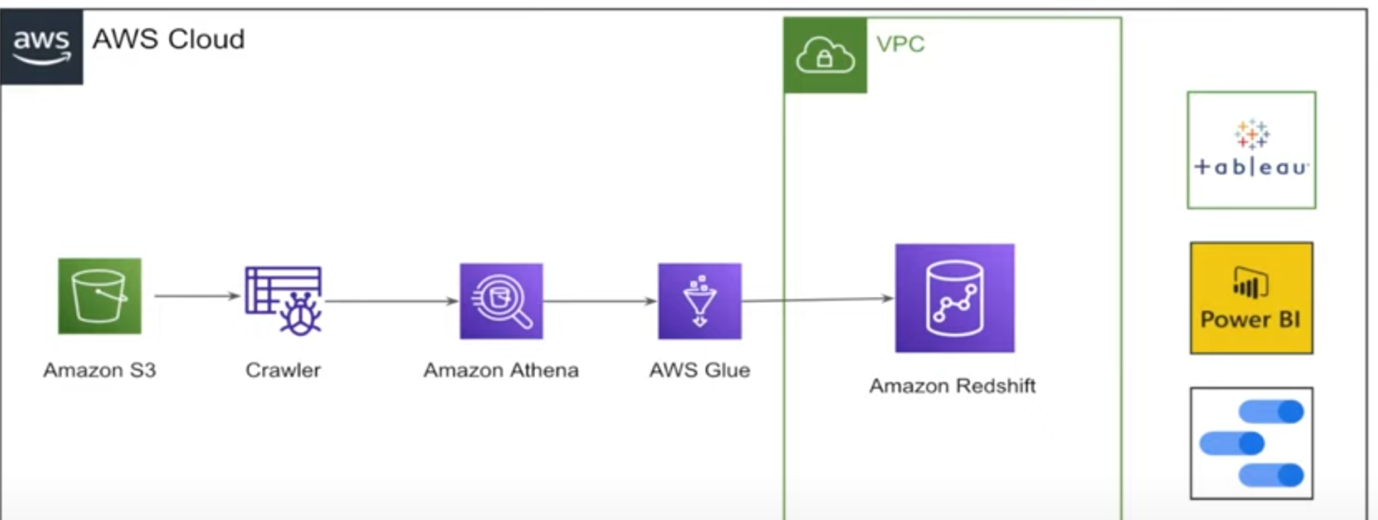 aws
AWS Cloud
VPC
+ableau
Power BI
Amazon S3
Crawler
Amazon Athena
AWS Glue
Amazon Redshift